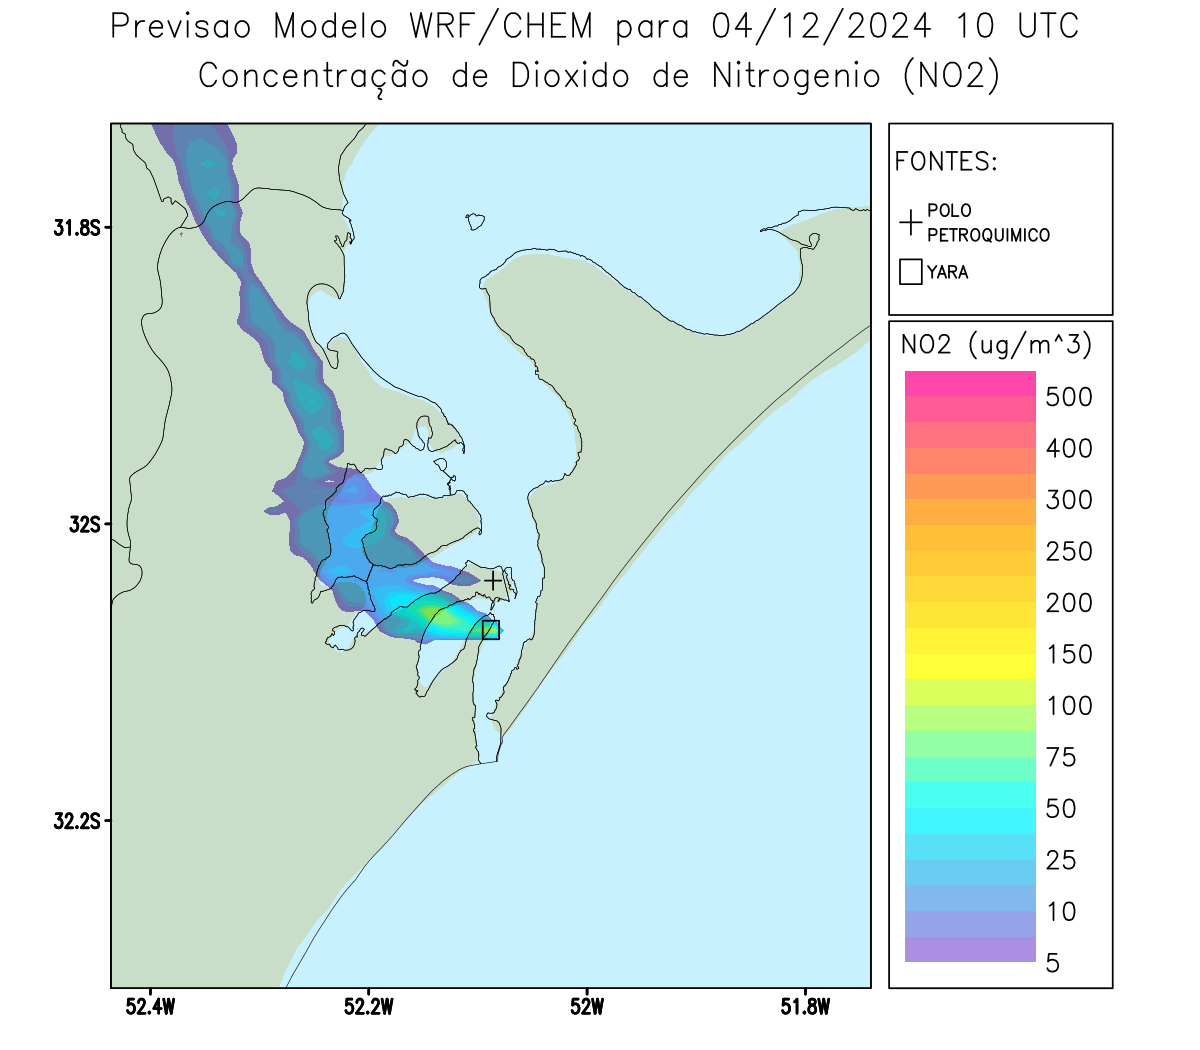 Previsao Modelo WRF/CHEM para 04/12/2024 10 UTC
Concentração de Dioxido de Nitrogenio (NO2)
FONTES:
POLO
PETROQUIMICO
YARA
NO2 (ug/m^3)
500
400
300
250
200
150
100
75
50
25
10
5
31.8S
32S
32.2S
52.4W
52.2W
52W
51.8W